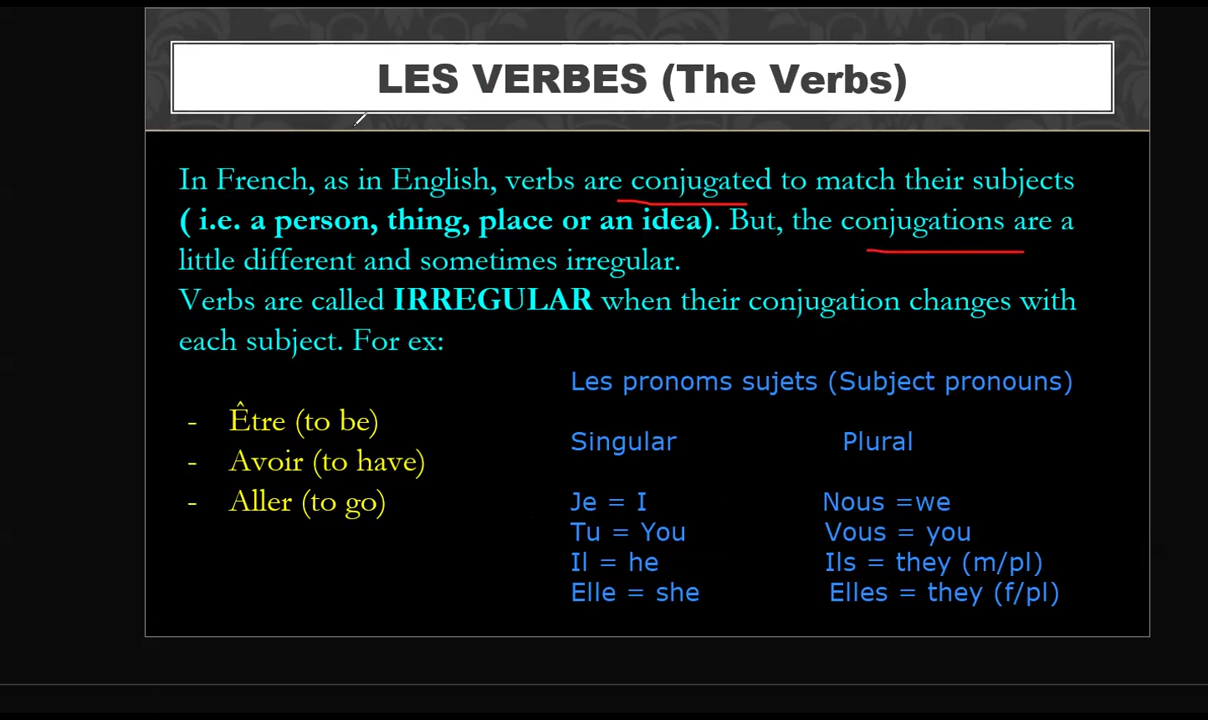 LES VERBES (The Verbs)
In French, as in English, verbs are conjugated to match their subjects
( i.e. a person, thing, place or an idea). But, the conjugations are a
little different and sometimes irregular.
Verbs are called IRREGULAR when their conjugation changes with
each subject. For ex:
- Être (to be)
- Avoir (to have)
- Aller (to go)
Les pronoms sujets (Subject pronouns)
Singular Plural
Je = I Nous =we
Tu = You Vous = you
Il = he Ils = they (m/pl)
Elle = she Elles = they (f/pl)